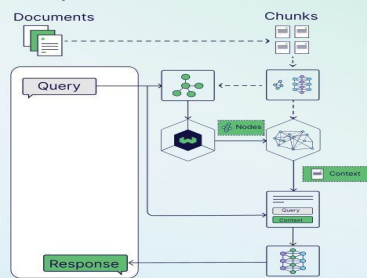 Documents
Chunks
Query
Nodes
Context
Query
Context
Response